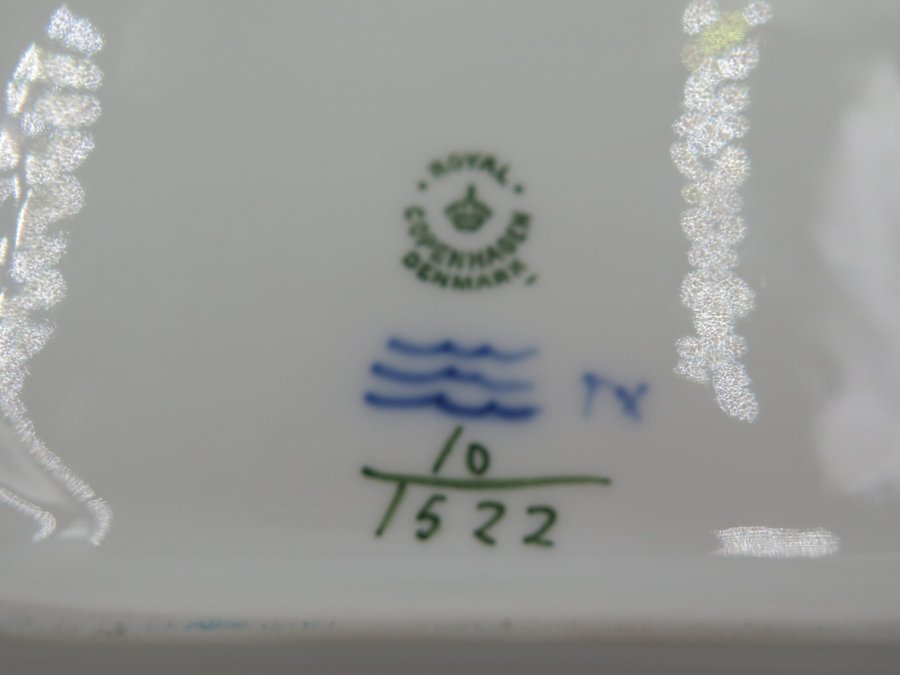 ROYAL
COPENHAGEN
DENMARK
10
1522